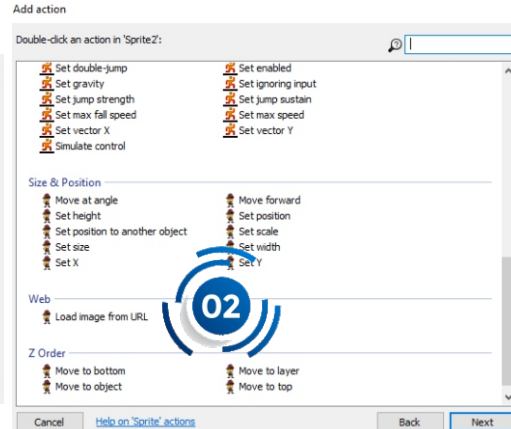 Add action
Double-click an action in 'Sprite2':
Set double-jump Set enabled
Set gravity Set ignoring input
Set jump strength Set jump sustain
Set max fall speed Set max speed
Set vector X Set vector Y
Simulate control
Size & Position
Move at angle Move forward
Set height Set position
Set position to another object Set scale
Set size Set width
Set X Set Y
Web
Load image from URL
02
Z Order
Move to bottom Move to layer
Move to object Move to top
Cancel Help on 'Sprite' actions Back Next